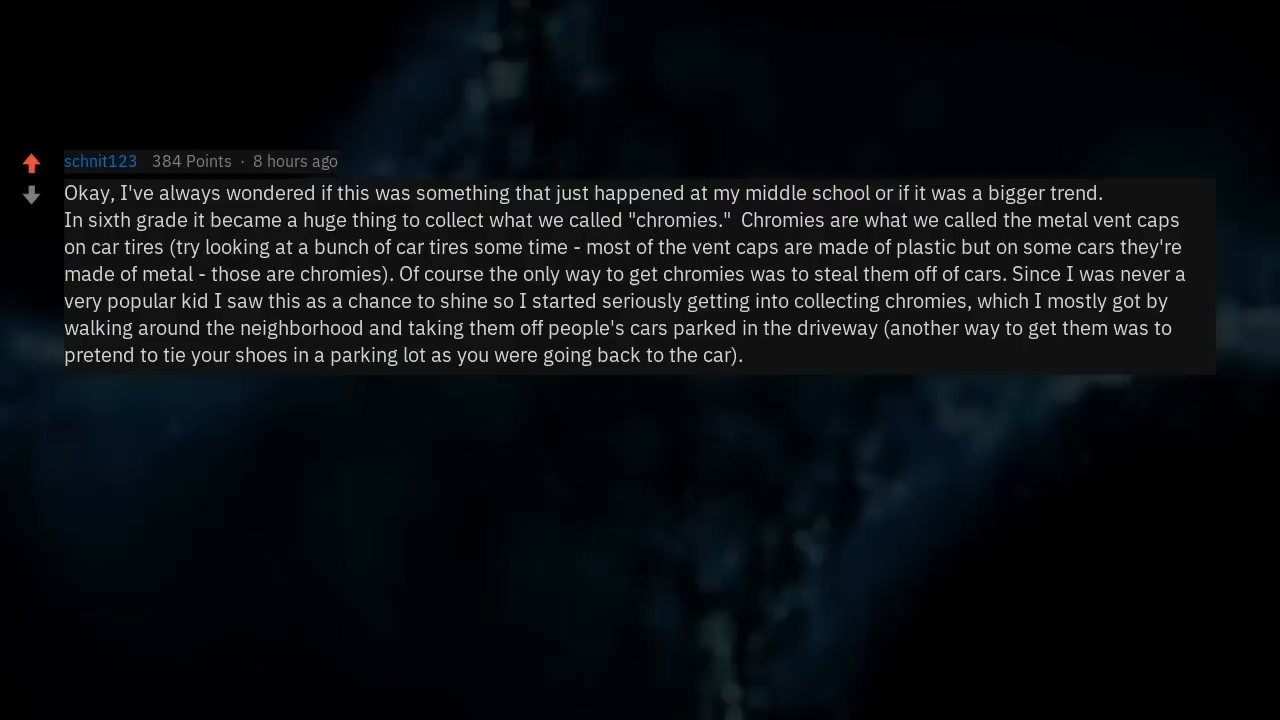 schnit123 384 Points · 8 hours ago
Okay, I've always wondered if this was something that just happened at my middle school or if it was a bigger trend.
In sixth grade it became a huge thing to collect what we called "chromies."  Chromies are what we called the metal vent caps
on car tires (try looking at a bunch of car tires some time - most of the vent caps are made of plastic but on some cars they're
made of metal - those are chromies). Of course the only way to get chromies was to steal them off of cars. Since I was never a
very popular kid I saw this as a chance to shine so I started seriously getting into collecting chromies, which I mostly got by
walking around the neighborhood and taking them off people's cars parked in the driveway (another way to get them was to
pretend to tie your shoes in a parking lot as you were going back to the car).